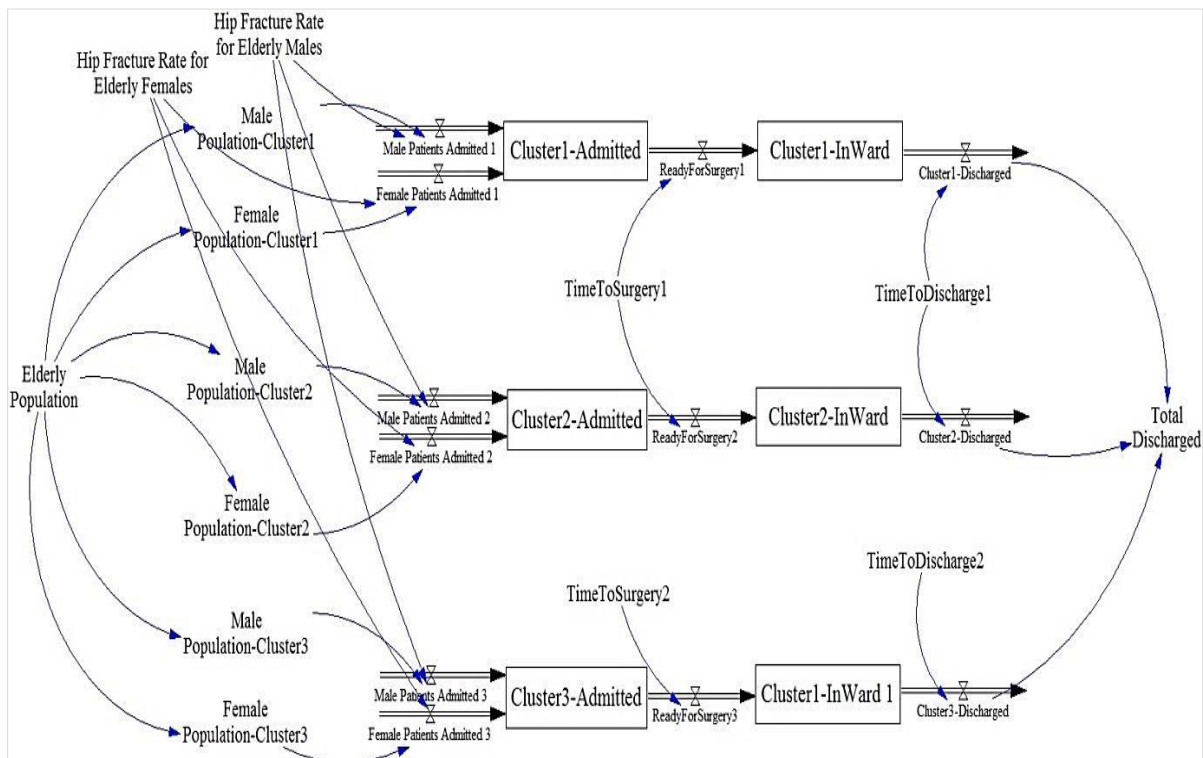 Hip Fracture Rate
for Elderly Males
Hip Fracture Rate for
Elderly Females
Male
Poulation-Cluster1
Male Patients Admitted 1
Cluster1-Admitted
ReadyForSurgery1
Cluster1-InWard
Cluster1-Discharged
Female Patients Admitted 1
Female
Population-Cluster1
TimeToSurgery1
TimeToDischarge1
Elderly
Population
Male
Population-Cluster2
Male Patients Admitted 2
Cluster2-Admitted
ReadyForSurgery2
Cluster2-InWard
Cluster2-Discharged
Total
Discharged
Female Patients Admitted 2
Female
Population-Cluster2
TimeToSurgery2
TimeToDischarge2
Male
Population-Cluster3
Male Patients Admitted 3
Cluster3-Admitted
ReadyForSurgery3
Cluster1-InWard 1
Cluster3-Discharged
Female Patients Admitted 3
Female
Population-Cluster3